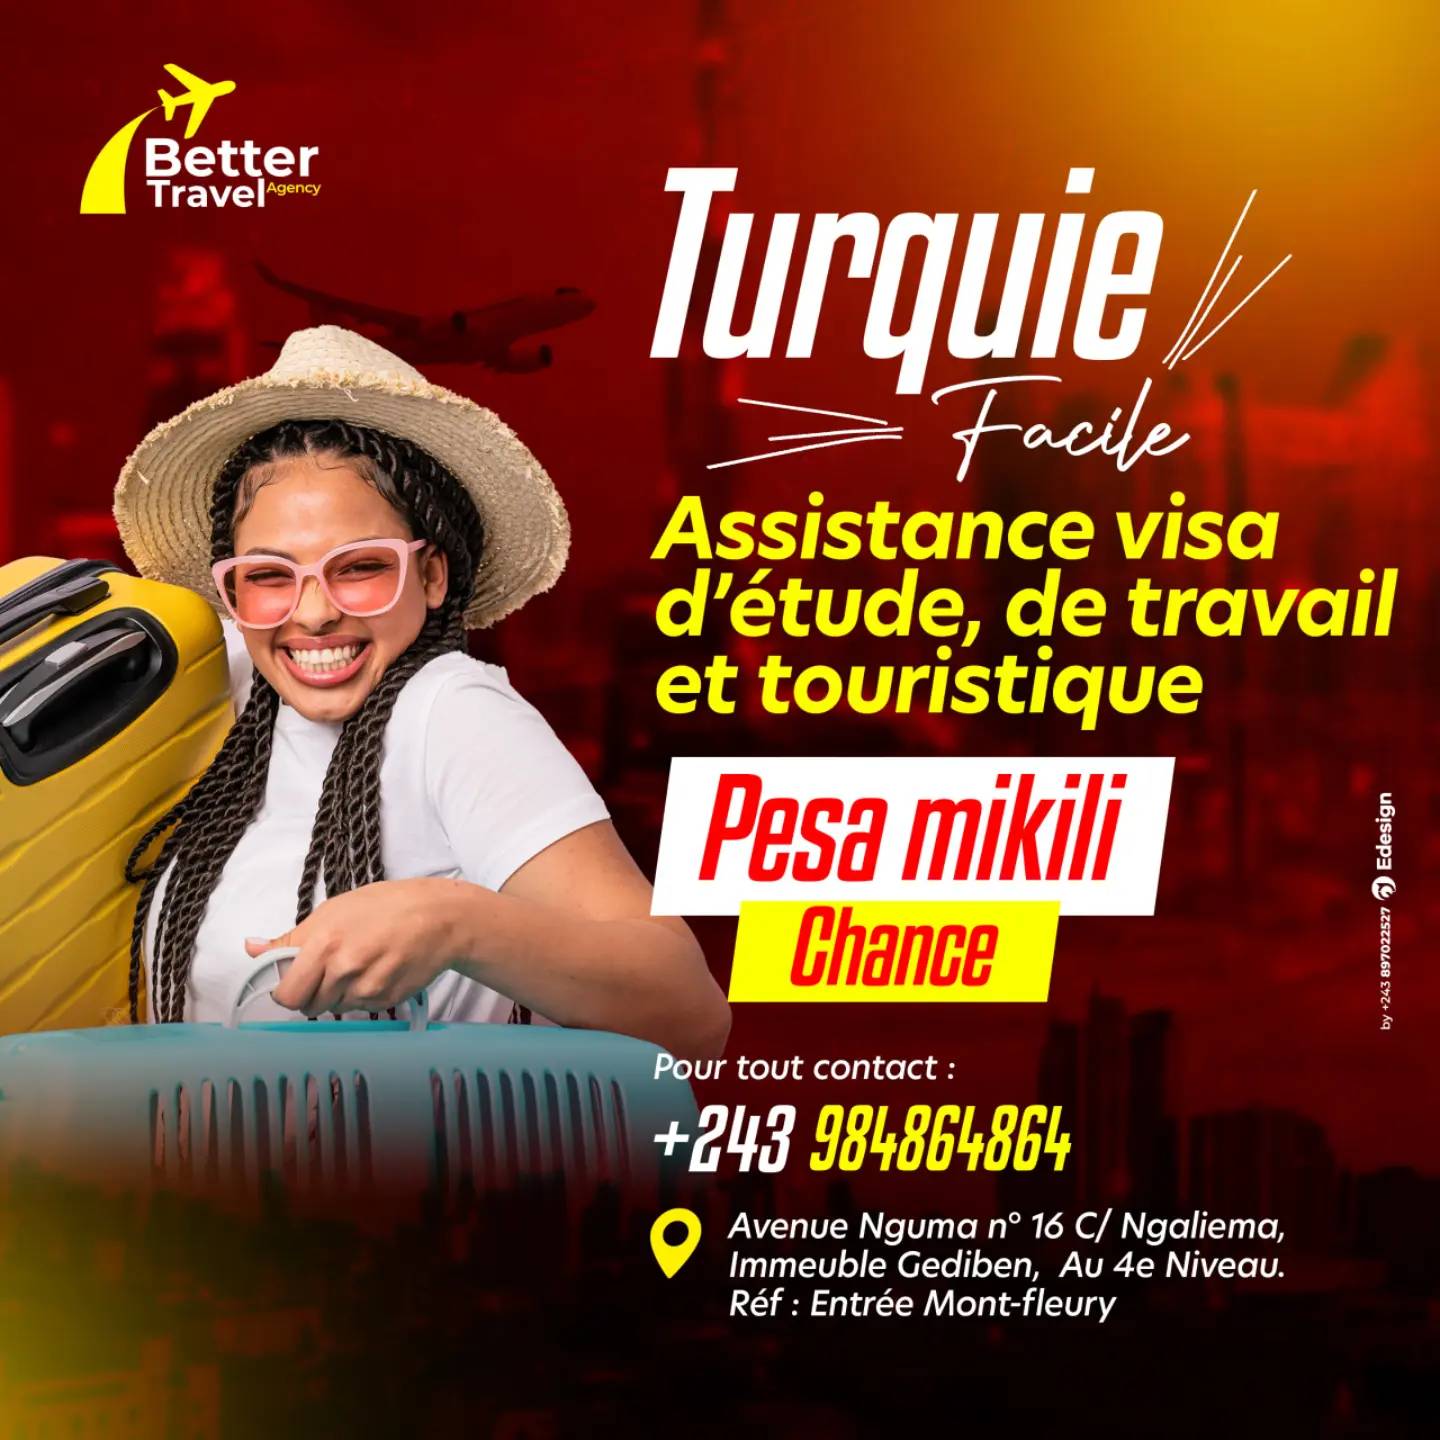 Better
Travel Agency
Turquie
Facile
Assistance visa
d'étude, de travail
et touristique
Pesa mikili
Chance
Pour tout contact :
+243 984864864
Avenue Nguma n° 16 C/ Ngaliema,
Immeuble Gediben, Au 4e Niveau.
Réf : Entrée Mont-fleury
by +243 897022527 Edesign